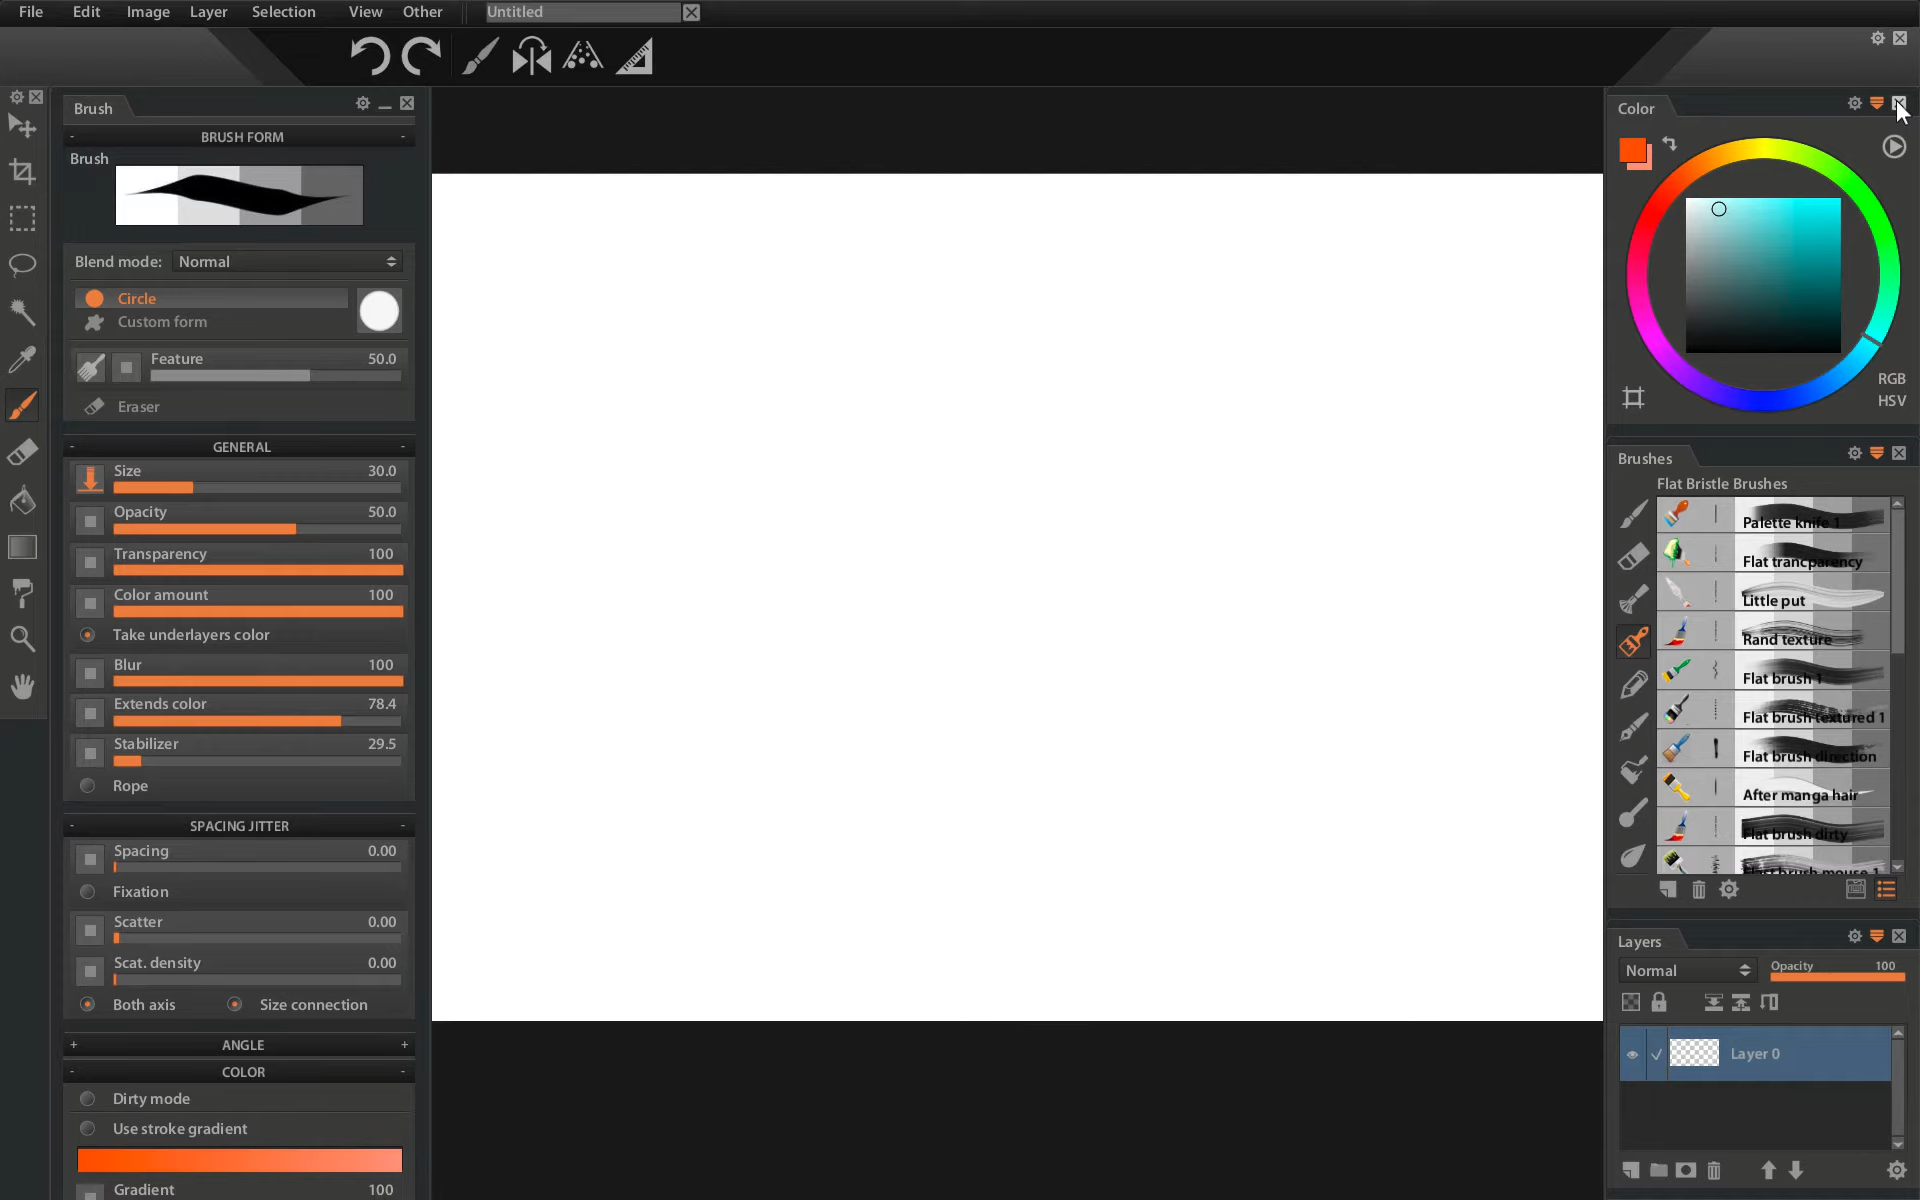 File Edit Image Layer Selection View Other Untitled
Brush
BRUSH FORM
Brush
Blend mode: Normal
Circle
Custom form
Feature 50.0
Eraser
GENERAL
Size 30.0
Opacity 50.0
Transparency 100
Color amount 100
Take underlayers color
Blur 100
Extends color 78.4
Stabilizer 29.5
Rope
SPACING JITTER
Spacing 0.00
Fixation
Scatter 0.00
Scat. density 0.00
Both axis Size connection
+ ANGLE +
COLOR
Dirty mode
Use stroke gradient
Gradient 100
Color
RGB
HSV
Brushes
Flat Bristle Brushes
Palette knife 1
Flat trancparency
Little put
Rand texture
Flat brush 1
Flat brush textured 1
Flat brush direction
After manga hair
Flat brush dirty
Flast brush mouse 1
Layers
Normal Opacity 100
Layer 0